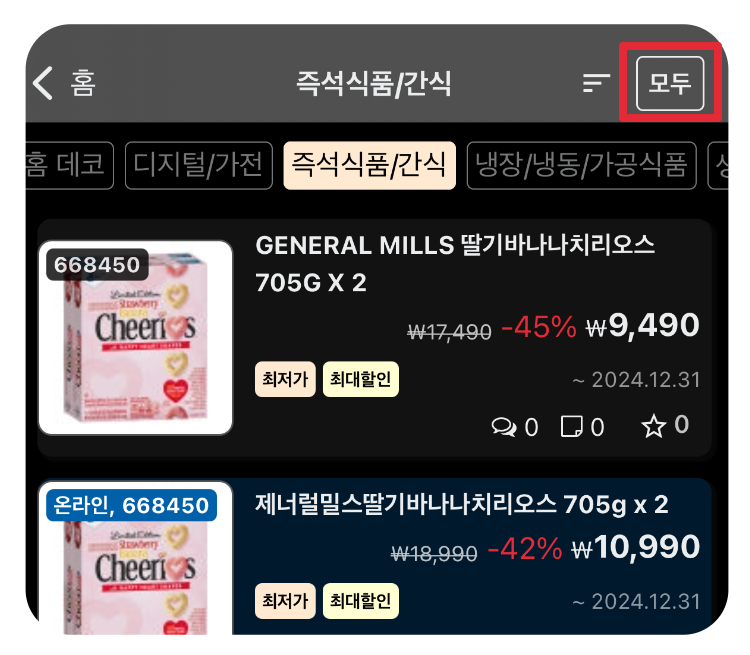 홈
즉석식품/간식
모두
홈 데코
디지털/가전
즉석식품/간식
냉장/냉동/가공식품
668450
Limited Edition
Strawberry
Banana
Cheerios
GENERAL MILLS 딸기바나나치리오스
705G X 2
₩17,490 -45% ₩9,490
최저가 최대할인
~ 2024.12.31
0 0 0
온라인, 668450
Limited Edition
Strawberry
Banana
Cheerios
제너럴밀스딸기바나나치리오스 705g x 2
₩18,990 -42% ₩10,990
최저가 최대할인
~ 2024.12.31